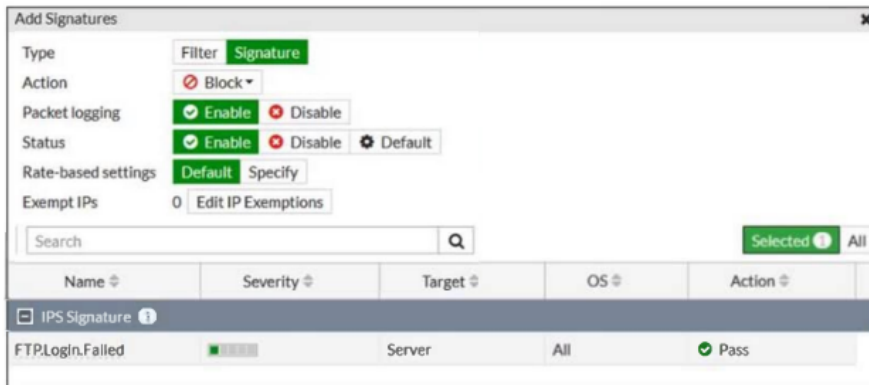 Add Signatures ✖
Type Filter Signature
Action Block
Packet logging Enable Disable
Status Enable Disable Default
Rate-based settings Default Specify
Exempt IPs 0 Edit IP Exemptions
Search Selected 1 All
Name Severity Target OS Action
IPS Signature 1
FTP.Login.Failed Server All Pass